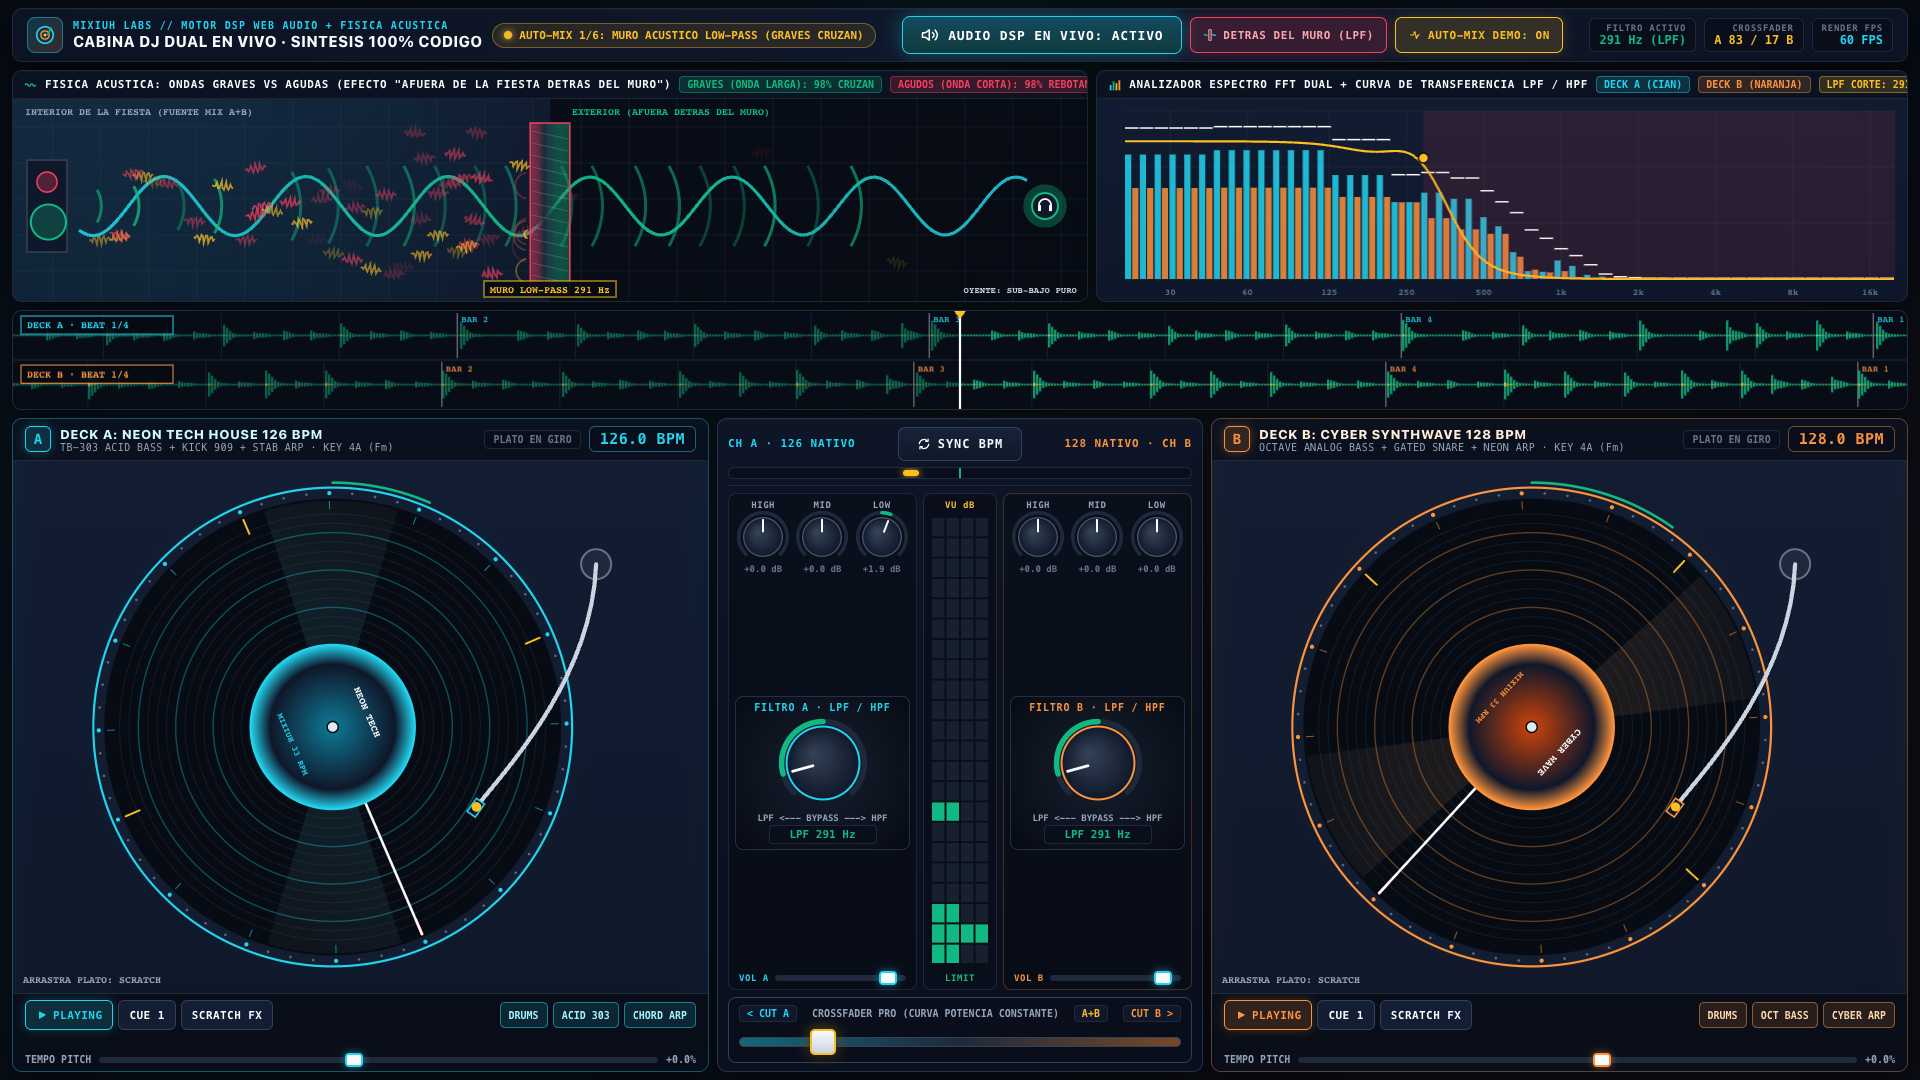 MIXIUH LABS // MOTOR DSP WEB AUDIO + FISICA ACUSTICA
CABINA DJ DUAL EN VIVO · SINTESIS 100% CODIGO
AUTO-MIX 1/6: MURO ACUSTICO LOW-PASS (GRAVES CRUZAN)
AUDIO DSP EN VIVO: ACTIVO
DETRAS DEL MURO (LPF)
AUTO-MIX DEMO: ON
FILTRO ACTIVO
291 Hz (LPF)
CROSSFADER
A 83 / 17 B
RENDER FPS
60 FPS
FISICA ACUSTICA: ONDAS GRAVES VS AGUDAS (EFECTO "AFUERA DE LA FIESTA DETRAS DEL MURO")
GRAVES (ONDA LARGA): 98% CRUZAN
AGUDOS (ONDA CORTA): 98% REBOTAN
INTERIOR DE LA FIESTA (FUENTE MIX A+B)
EXTERIOR (AFUERA DETRAS DEL MURO)
MURO LOW-PASS 291 Hz
OYENTE: SUB-BAJO PURO
ANALIZADOR ESPECTRO FFT DUAL + CURVA DE TRANSFERENCIA LPF / HPF
DECK A (CIAN)
DECK B (NARANJA)
LPF CORTE: 29
30 60 125 250 500 1k 2k 4k 8k 16k
DECK A · BEAT 1/4
BAR 2
BAR
BAR 4
BAR 1
DECK B · BEAT 1/4
BAR 2
BAR 3
BAR 4
BAR 1
A
DECK A: NEON TECH HOUSE 126 BPM
TB-303 ACID BASS + KICK 909 + STAB ARP · KEY 4A (Fm)
PLATO EN GIRO
126.0 BPM
NEON TECH
MIXIUH 33 RPM
ARRASTRA PLATO: SCRATCH
PLAYING
CUE 1
SCRATCH FX
DRUMS
ACID 303
CHORD ARP
TEMPO PITCH
+0.0%
CH A · 126 NATIVO
SYNC BPM
128 NATIVO · CH B
HIGH MID LOW
+0.0 dB +0.0 dB +1.9 dB
VU dB
HIGH MID LOW
+0.0 dB +0.0 dB +0.0 dB
FILTRO A · LPF / HPF
LPF <--- BYPASS ---> HPF
LPF 291 Hz
FILTRO B · LPF / HPF
LPF <--- BYPASS ---> HPF
LPF 291 Hz
VOL A
LIMIT
VOL B
< CUT A
CROSSFADER PRO (CURVA POTENCIA CONSTANTE)
A+B
CUT B >
B
DECK B: CYBER SYNTHWAVE 128 BPM
OCTAVE ANALOG BASS + GATED SNARE + NEON ARP · KEY 4A (Fm)
PLATO EN GIRO
128.0 BPM
MIXIUH 33 RPM
CYBER WAVE
ARRASTRA PLATO: SCRATCH
PLAYING
CUE 1
SCRATCH FX
DRUMS
OCT BASS
CYBER ARP
TEMPO PITCH
+0.0%